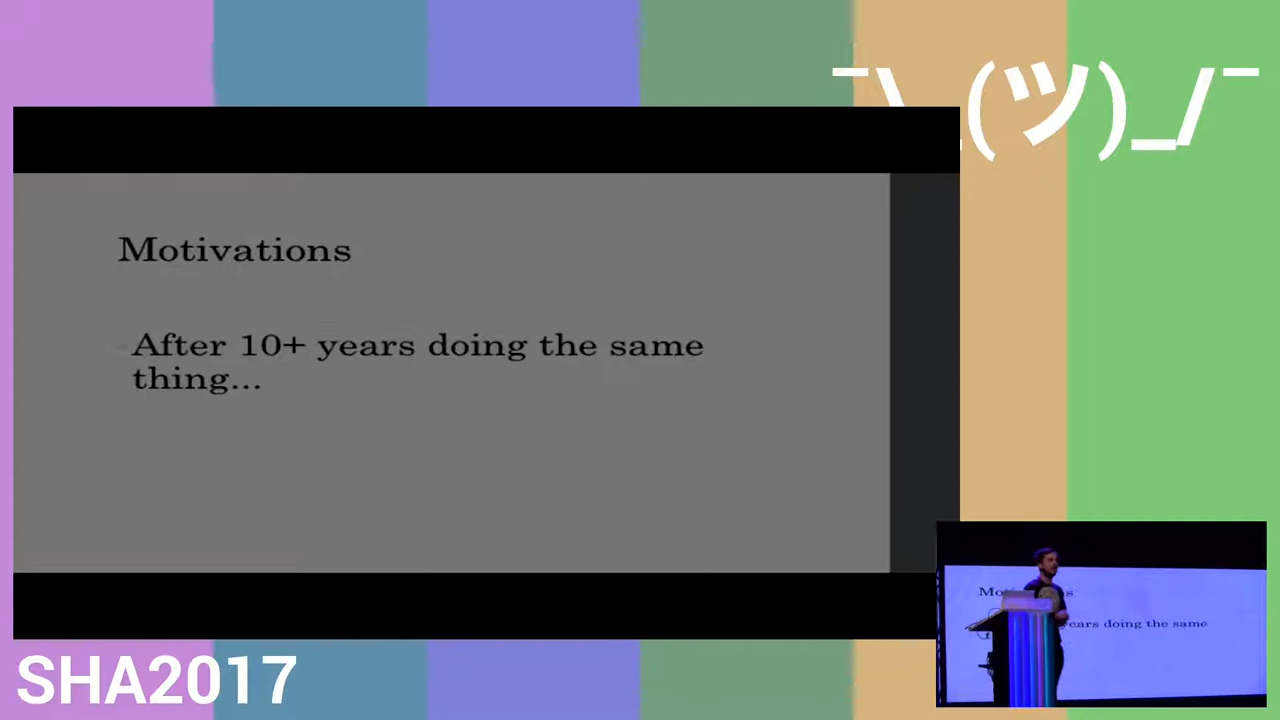 ¯\_(ツ)_/¯
Motivations
After 10+ years doing the same
thing...
SHA2017
years doing the same